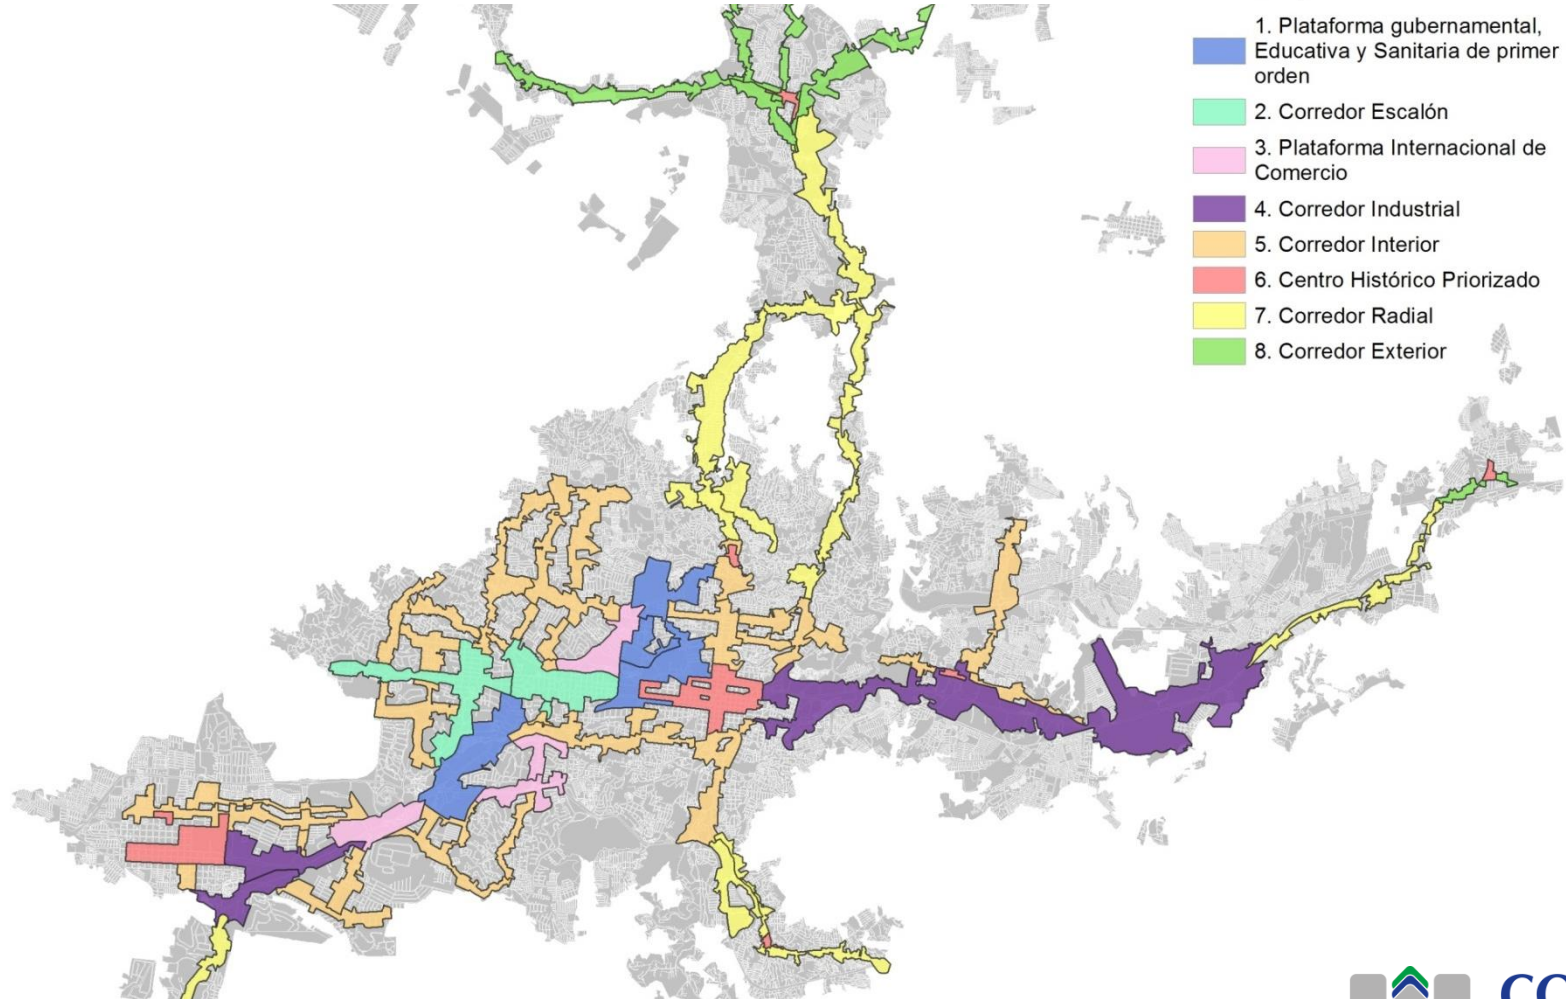 1. Plataforma gubernamental,
Educativa y Sanitaria de primer
orden
2. Corredor Escalón
3. Plataforma Internacional de
Comercio
4. Corredor Industrial
5. Corredor Interior
6. Centro Histórico Priorizado
7. Corredor Radial
8. Corredor Exterior